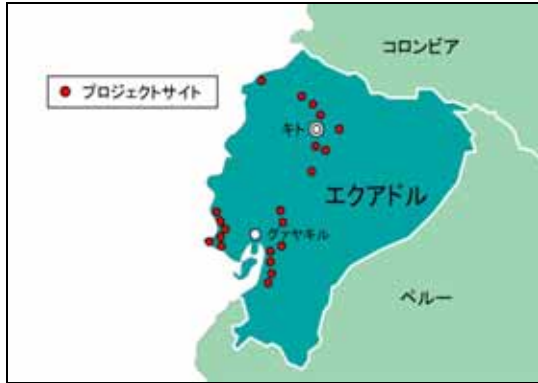 コロンビア
プロジェクトサイト
キト
エクアドル
グァヤキル
ペルー